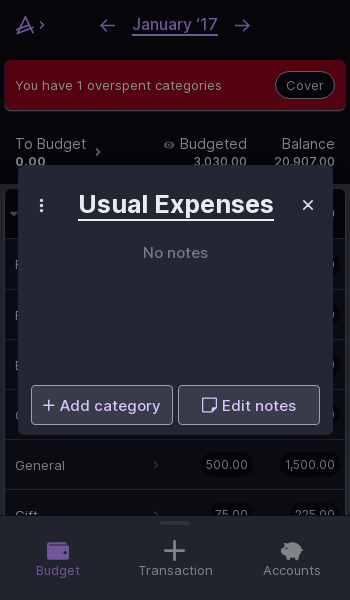 January ‘17
You have 1 overspent categories
Cover
To Budget
Budgeted
Balance
0.00
3,030.00
20,907.00
Usual Expenses
No notes
Add category
Edit notes
General
500.00
1,500.00
Gift
75.00
225.00
Budget
Transaction
Accounts